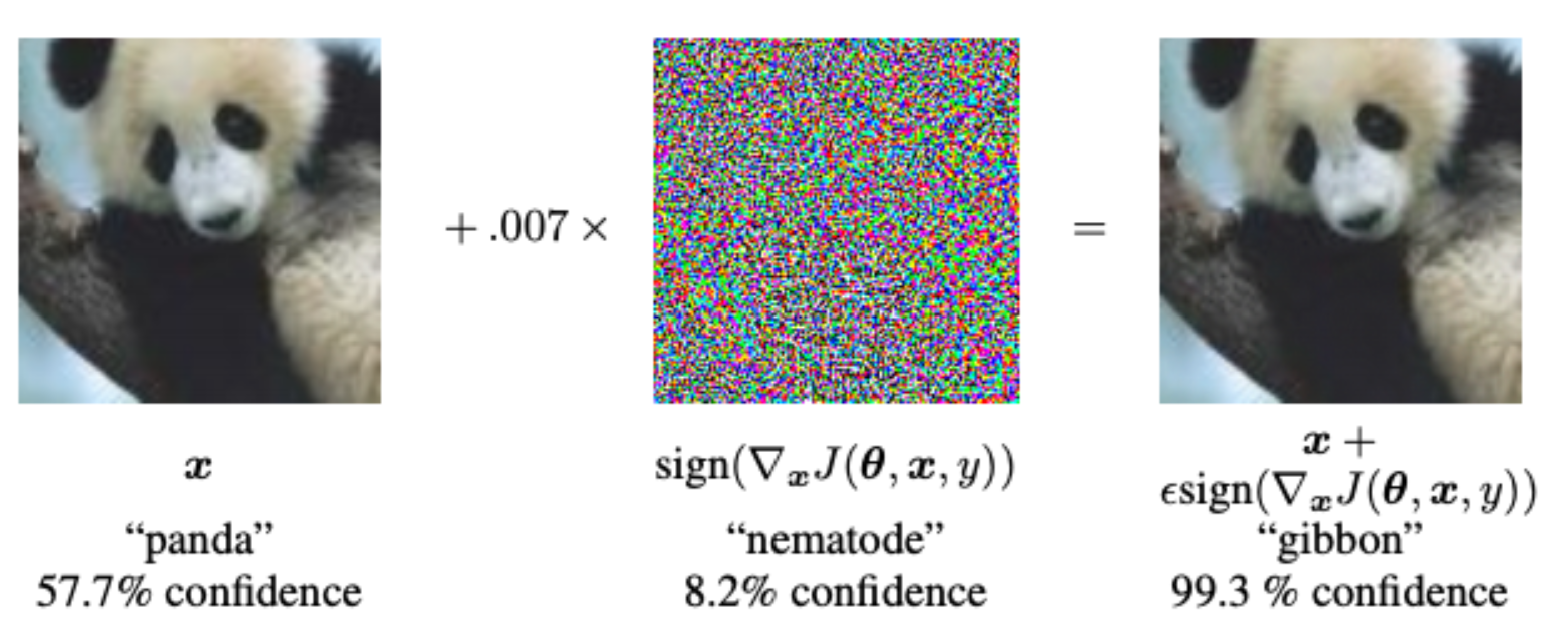 + .007 ×
=
x
“panda”
57.7% confidence
sign(∇ₓJ(θ, x, y))
“nematode”
8.2% confidence
x +
ϵsign(∇ₓJ(θ, x, y))
“gibbon”
99.3 % confidence